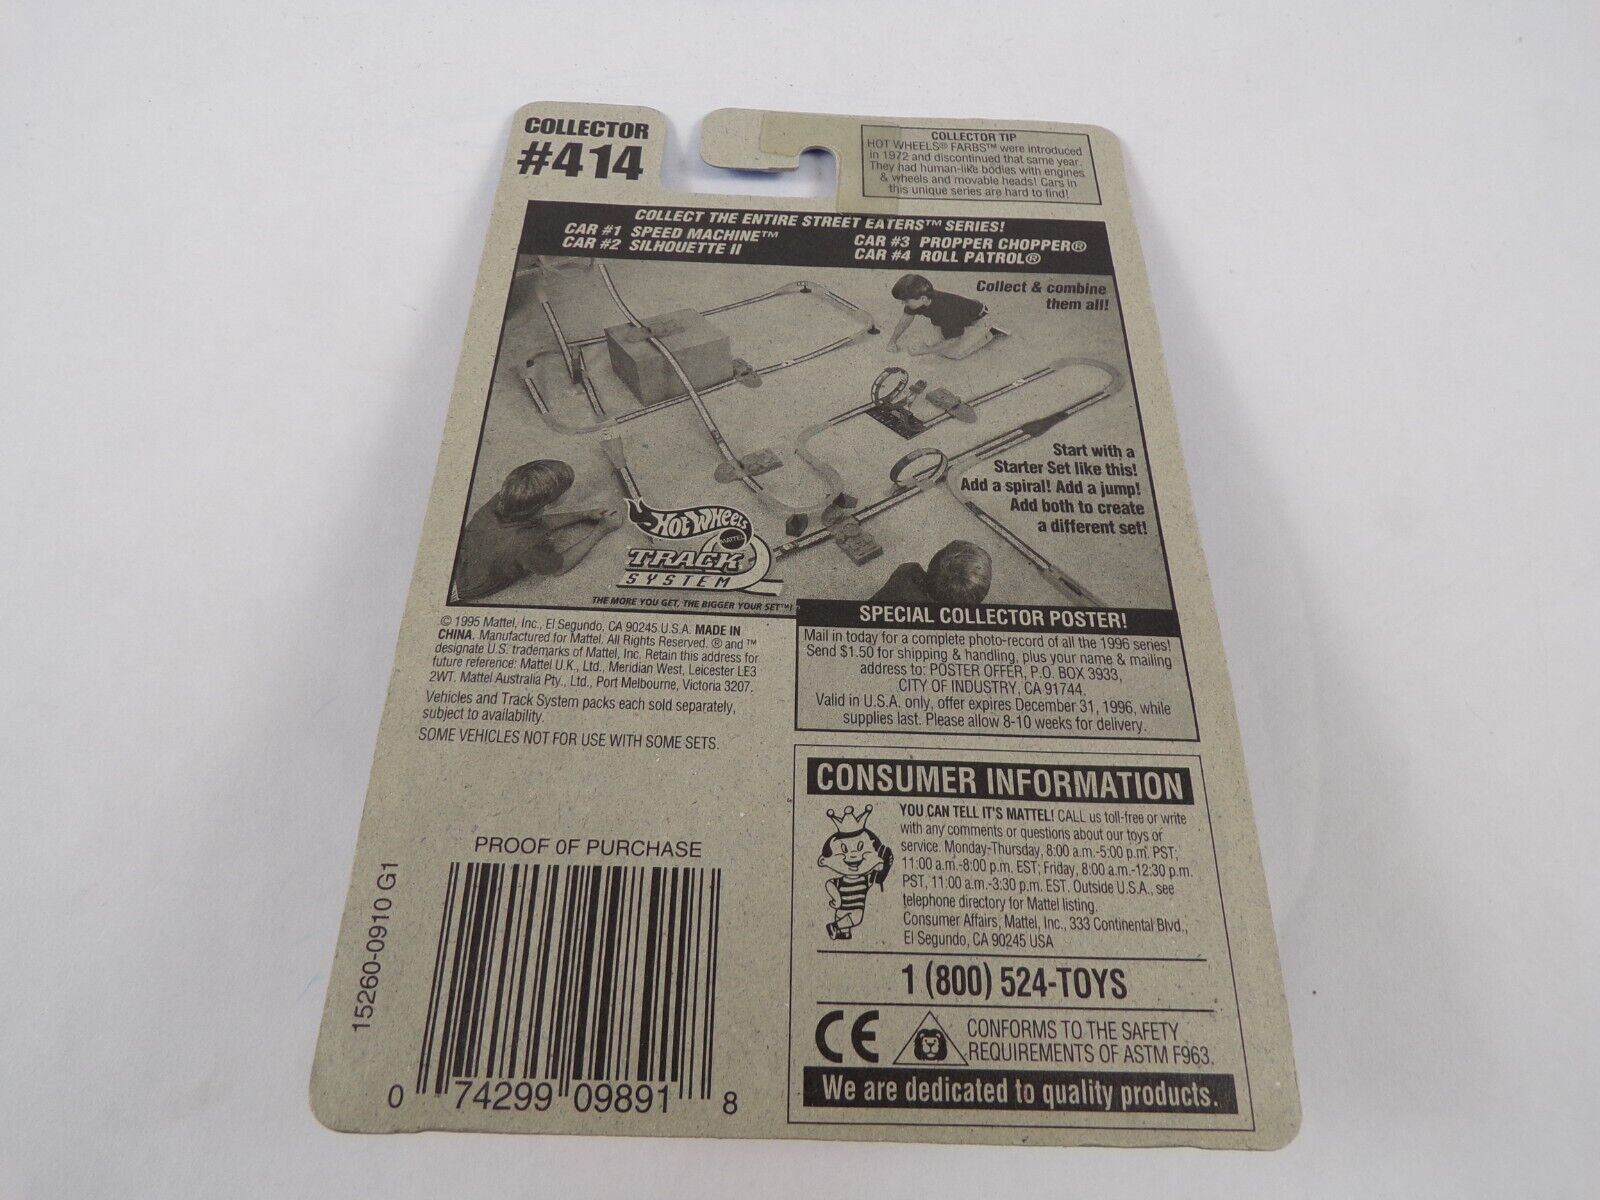 COLLECTOR
#414
COLLECTOR TIP
HOT WHEELS® FARBS™ were introduced
in 1972 and discontinued that same year.
They had human-like bodies with engines
& wheels and movable heads! Cars in
this unique series are hard to find!
COLLECT THE ENTIRE STREET EATERS™ SERIES!
CAR #1 SPEED MACHINE™
CAR #2 SILHOUETTE II
CAR #3 PROPPER CHOPPER®
CAR #4 ROLL PATROL®
Collect & combine
them all!
Start with a
Starter Set like this!
Add a spiral! Add a jump!
Add both to create
a different set!
HOT WHEELS
MATTEL
TRACK
SYSTEM
THE MORE YOU GET, THE BIGGER YOUR SET™!
© 1995 Mattel, Inc., El Segundo, CA 90245 U.S.A. MADE IN
CHINA. Manufactured for Mattel. All Rights Reserved. ® and ™
designate U.S. trademarks of Mattel, Inc. Retain this address for
future reference: Mattel U.K., Ltd., Meridian West, Leicester LE3
2WT. Mattel Australia Pty., Ltd., Port Melbourne, Victoria 3207.
Vehicles and Track System packs each sold separately,
subject to availability.
SOME VEHICLES NOT FOR USE WITH SOME SETS.
SPECIAL COLLECTOR POSTER!
Mail in today for a complete photo-record of all the 1996 series!
Send $1.50 for shipping & handling, plus your name & mailing
address to: POSTER OFFER, P.O. BOX 3933,
CITY OF INDUSTRY, CA 91744.
Valid in U.S.A. only, offer expires December 31, 1996, while
supplies last. Please allow 8-10 weeks for delivery.
CONSUMER INFORMATION
YOU CAN TELL IT'S MATTEL! CALL us toll-free or write
with any comments or questions about our toys or
service. Monday-Thursday, 8:00 a.m.-5:00 p.m. PST;
11:00 a.m.-8:00 p.m. EST; Friday, 8:00 a.m.-12:30 p.m.
PST, 11:00 a.m.-3:30 p.m. EST. Outside U.S.A., see
telephone directory for Mattel listing.
Consumer Affairs, Mattel, Inc., 333 Continental Blvd.,
El Segundo, CA 90245 USA
1 (800) 524-TOYS
CE
CONFORMS TO THE SAFETY
REQUIREMENTS OF ASTM F963.
We are dedicated to quality products.
PROOF OF PURCHASE
15260-0910 G1
0 74299 09891 8